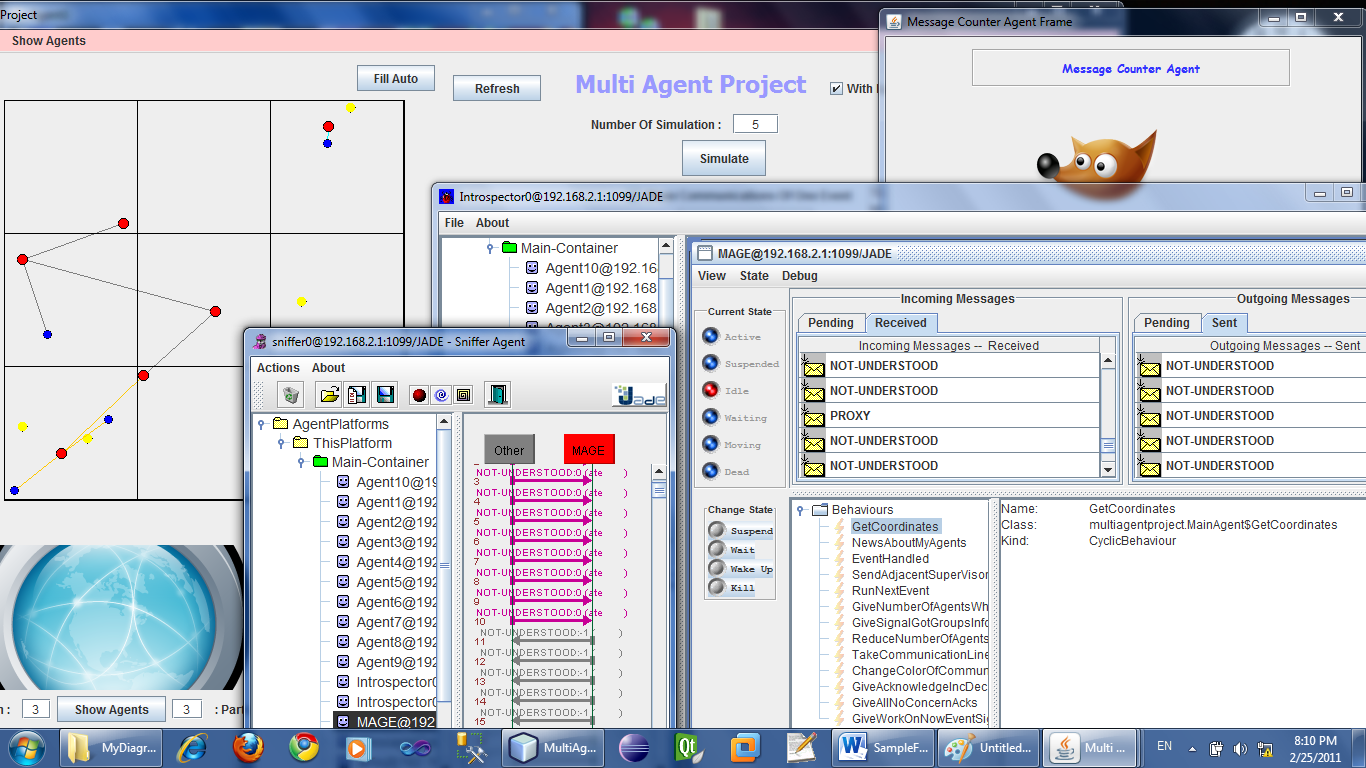 Project
Show Agents
Fill Auto
Refresh
Multi Agent Project
With
Number Of Simulation :
5
Simulate
Message Counter Agent Frame
Message Counter Agent
Introspector0@192.168.2.1:1099/JADE
File About
Main-Container
Agent10@192.16
Agent1@192.168
Agent2@192.168
MAGE@192.168.2.1:1099/JADE
View State Debug
Current State
Active
Suspended
Idle
Waiting
Moving
Dead
Change State
Suspend
Wait
Wake Up
Kill
Incoming Messages
Pending Received
Incoming Messages -- Received
NOT-UNDERSTOOD
NOT-UNDERSTOOD
PROXY
NOT-UNDERSTOOD
NOT-UNDERSTOOD
Outgoing Messages
Pending Sent
Outgoing Messages -- Sent
NOT-UNDERSTOOD
NOT-UNDERSTOOD
NOT-UNDERSTOOD
NOT-UNDERSTOOD
NOT-UNDERSTOOD
Behaviours
GetCoordinates
NewsAboutMyAgents
EventHandled
SendAdjacentSuperVisor
RunNextEvent
GiveNumberOfAgentsWh
GiveSignalGotGroupsInfo
ReduceNumberOfAgents
TakeCommunicationLine
ChangeColorOfCommun
GiveAcknowledgeIncDec
GiveAllNoConcernAcks
GiveWorkOnNowEventSig
Name: GetCoordinates
Class: multiagentproject.MainAgent$GetCoordinates
Kind: CyclicBehaviour
sniffer0@192.168.2.1:1099/JADE - Sniffer Agent
Actions About
Jade
AgentPlatforms
ThisPlatform
Main-Container
Agent10@19
Agent1@192
Agent2@192
Agent3@192
Agent4@192
Agent5@192
Agent6@192
Agent7@192
Agent8@192
Agent9@192
Introspector0
Introspector0
MAGE@192
Other MAGE
NOT-UNDERSTOOD:0 (ate )
3
NOT-UNDERSTOOD:0 (ate )
4
NOT-UNDERSTOOD:0 (ate )
5
NOT-UNDERSTOOD:0 (ate )
6
NOT-UNDERSTOOD:0 (ate )
7
NOT-UNDERSTOOD:0 (ate )
8
NOT-UNDERSTOOD:0 (ate )
9
NOT-UNDERSTOOD:0 (ate )
10
NOT-UNDERSTOOD:-1 )
11
NOT-UNDERSTOOD:-1 )
12
NOT-UNDERSTOOD:-1 )
13
NOT-UNDERSTOOD:-1 )
14
NOT-UNDERSTOOD:-1 )
15
3
Show Agents
3
: Part
MyDiagr...
MultiAg...
Qt
SampleF...
Untitled...
Multi ...
EN
8:10 PM
2/25/2011